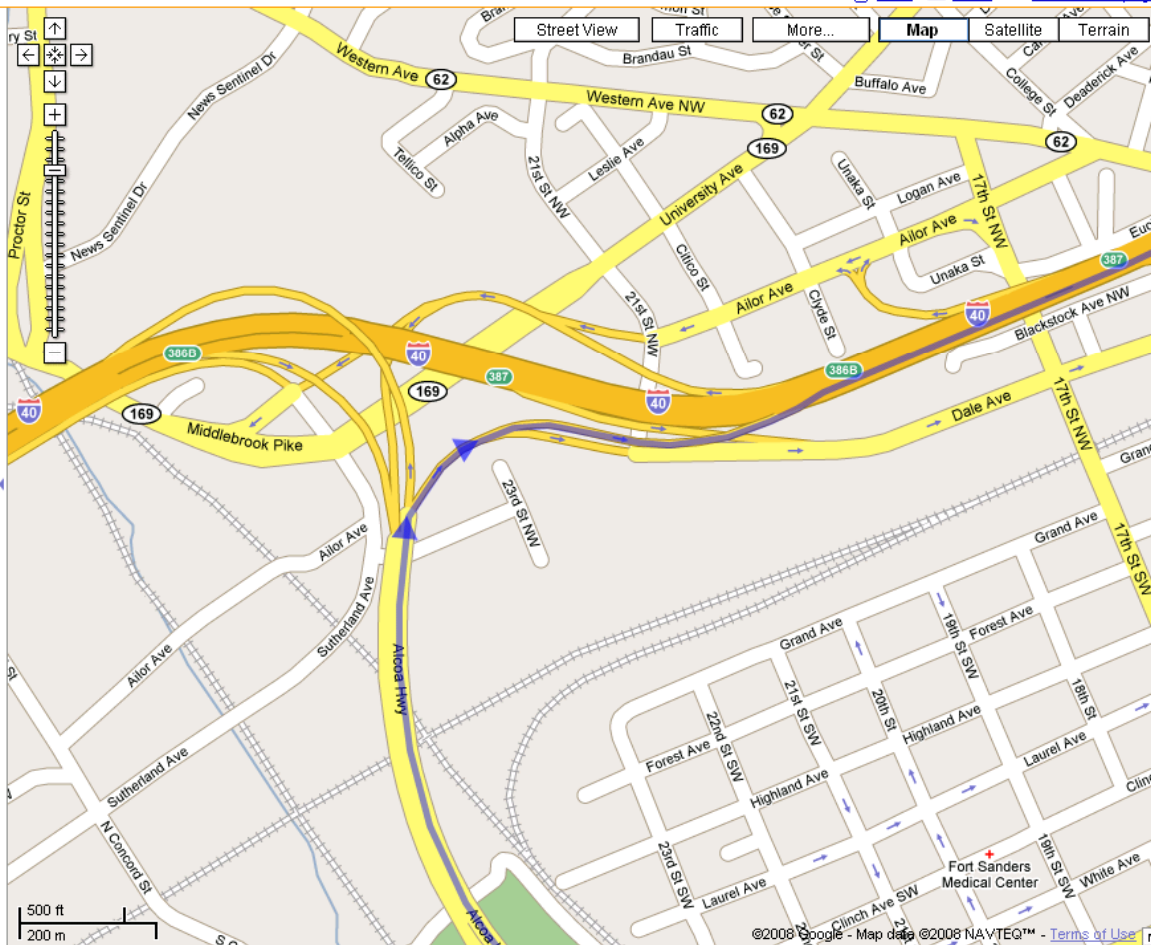 Street View
Traffic
More...
Map
Satellite
Terrain
ry St
Brandau St
Buffalo Ave
College St
Deaderick Ave
Western Ave
62
Western Ave NW
62
62
169
News Sentinel Dr
Alpha Ave
Tellico St
Leslie Ave
21st St NW
University Ave
Unaka St
Logan Ave
17th St NW
Proctor St
News Sentinel Dr
Citico St
Ailor Ave
Unaka St
387
Ailor Ave
Clyde St
21st St NW
40
Blackstock Ave NW
386B
40
387
386B
40
169
40
169
Middlebrook Pike
Dale Ave
17th St NW
23rd St NW
Ailor Ave
Grand Ave
17th St SW
Sutherland Ave
Ailor Ave
Alcoa Hwy
Grand Ave
19th St SW
Forest Ave
21st St SW
20th St
18th St
22nd St SW
Highland Ave
Forest Ave
Laurel Ave
Highland Ave
Sutherland Ave
N Concord St
23rd St SW
Fort Sanders
Medical Center
19th St SW
White Ave
Laurel Ave
Clinch Ave SW
Alcoa
500 ft
200 m
©2008 Google - Map data ©2008 NAVTEQ™ - Terms of Use